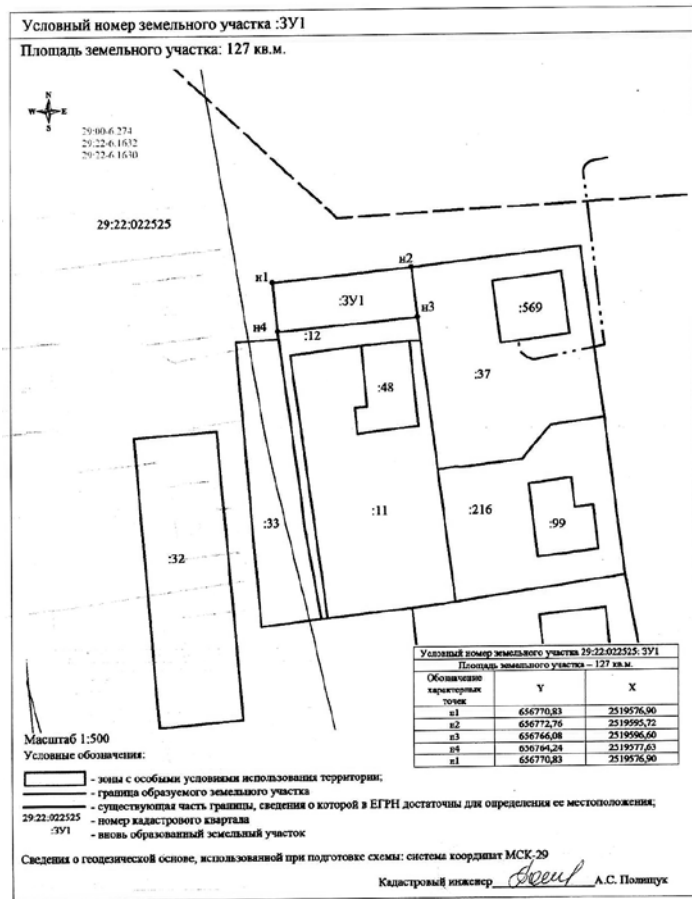 Условный номер земельного участка :ЗУ1
Площадь земельного участка: 127 кв.м.
N
W E
S
29:00-6.274
29:22-6.1632
29:22-6.1630
29:22:022525
н1
н2
:ЗУ1
н3
н4
:12
:569
:48
:37
:33
:11
:216
:99
:32
Условный номер земельного участка 29:22:022525: ЗУ1
Площадь земельного участка – 127 кв.м.
Обозначение характерных точек Y X
н1 656770,83 2519576,90
н2 656772,76 2519595,72
н3 656766,08 2519596,60
н4 656764,24 2519577,63
н1 656770,83 2519576,90
Масштаб 1:500
Условные обозначения:
- зоны с особыми условиями использования территории;
- граница образуемого земельного участка
- существующая часть границы, сведения о которой в ЕГРН достаточны для определения ее местоположения;
29:22:022525 - номер кадастрового квартала
:ЗУ1 - вновь образованный земельный участок
Сведения о геодезической основе, использованной при подготовке схемы: система координат МСК-29
Кадастровый инженер А.С. Полищук